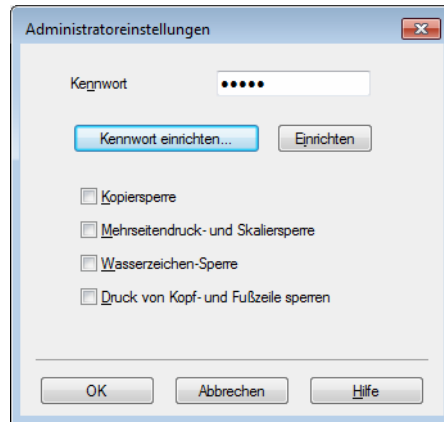 Administratoreinstellungen
Kennwort •••••
Kennwort einrichten... Einrichten
Kopiersperre
Mehrseitendruck- und Skaliersperre
Wasserzeichen-Sperre
Druck von Kopf- und Fußzeile sperren
OK Abbrechen Hilfe